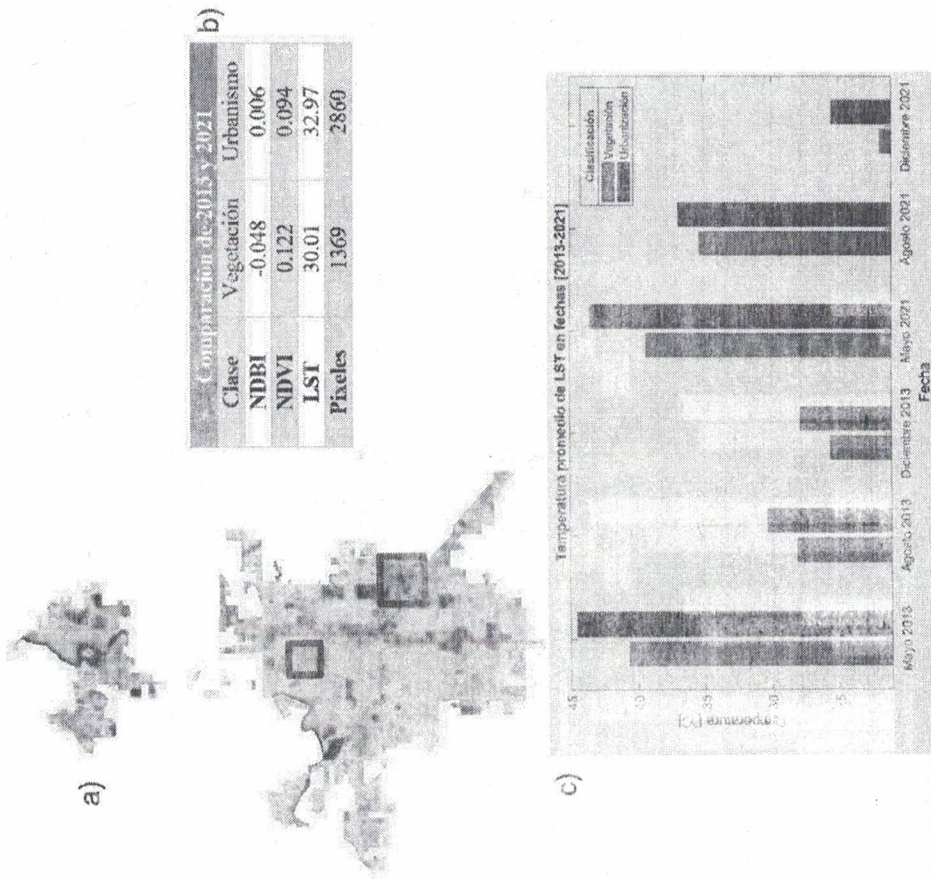 a)
b)
Comparación de 2013 y 2021
Clase Vegetación Urbanismo
NDBI -0.048 0.006
NDVI 0.122 0.094
LST 30.01 32.97
Pixeles 1369 2860
c)
Temperatura promedio de LST en fechas [2013-2021]
Clasificación
Vegetación
Urbanización
45
40
35
30
Mayo 2013 Agosto 2013 Diciembre 2013 Mayo 2021 Agosto 2021 Diciembre 2021
Fecha